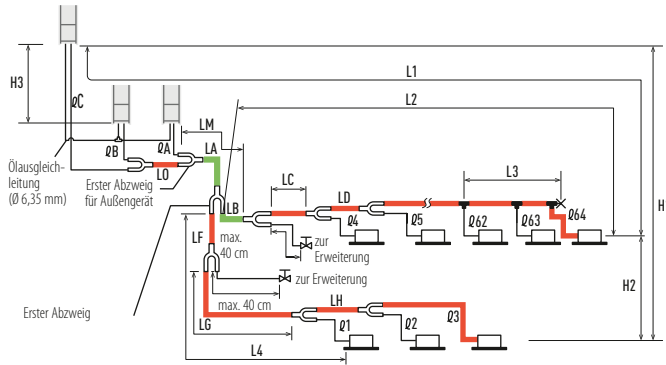 H3
L1
L2
ℓC
LM
ℓB
ℓA
LA
LO
Ölausgleich-
leitung
(Ø 6,35 mm)
Erster Abzweig
für Außengerät
LB
LC
LD
L3
ℓ4
ℓ5
ℓ62
ℓ63
ℓ64
H
LF
max.
40 cm
zur
Erweiterung
zur Erweiterung
H2
Erster Abzweig
max. 40 cm
LG
LH
ℓ1
ℓ2
ℓ3
L4